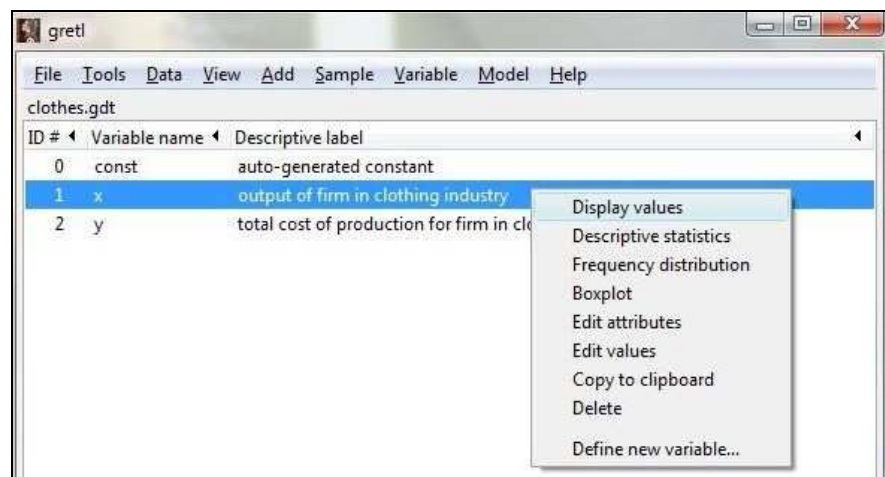 gretl
File Tools Data View Add Sample Variable Model Help
clothes.gdt
ID # Variable name Descriptive label
0 const auto-generated constant
1 x output of firm in clothing industry
2 y total cost of production for firm in clo
Display values
Descriptive statistics
Frequency distribution
Boxplot
Edit attributes
Edit values
Copy to clipboard
Delete
Define new variable...